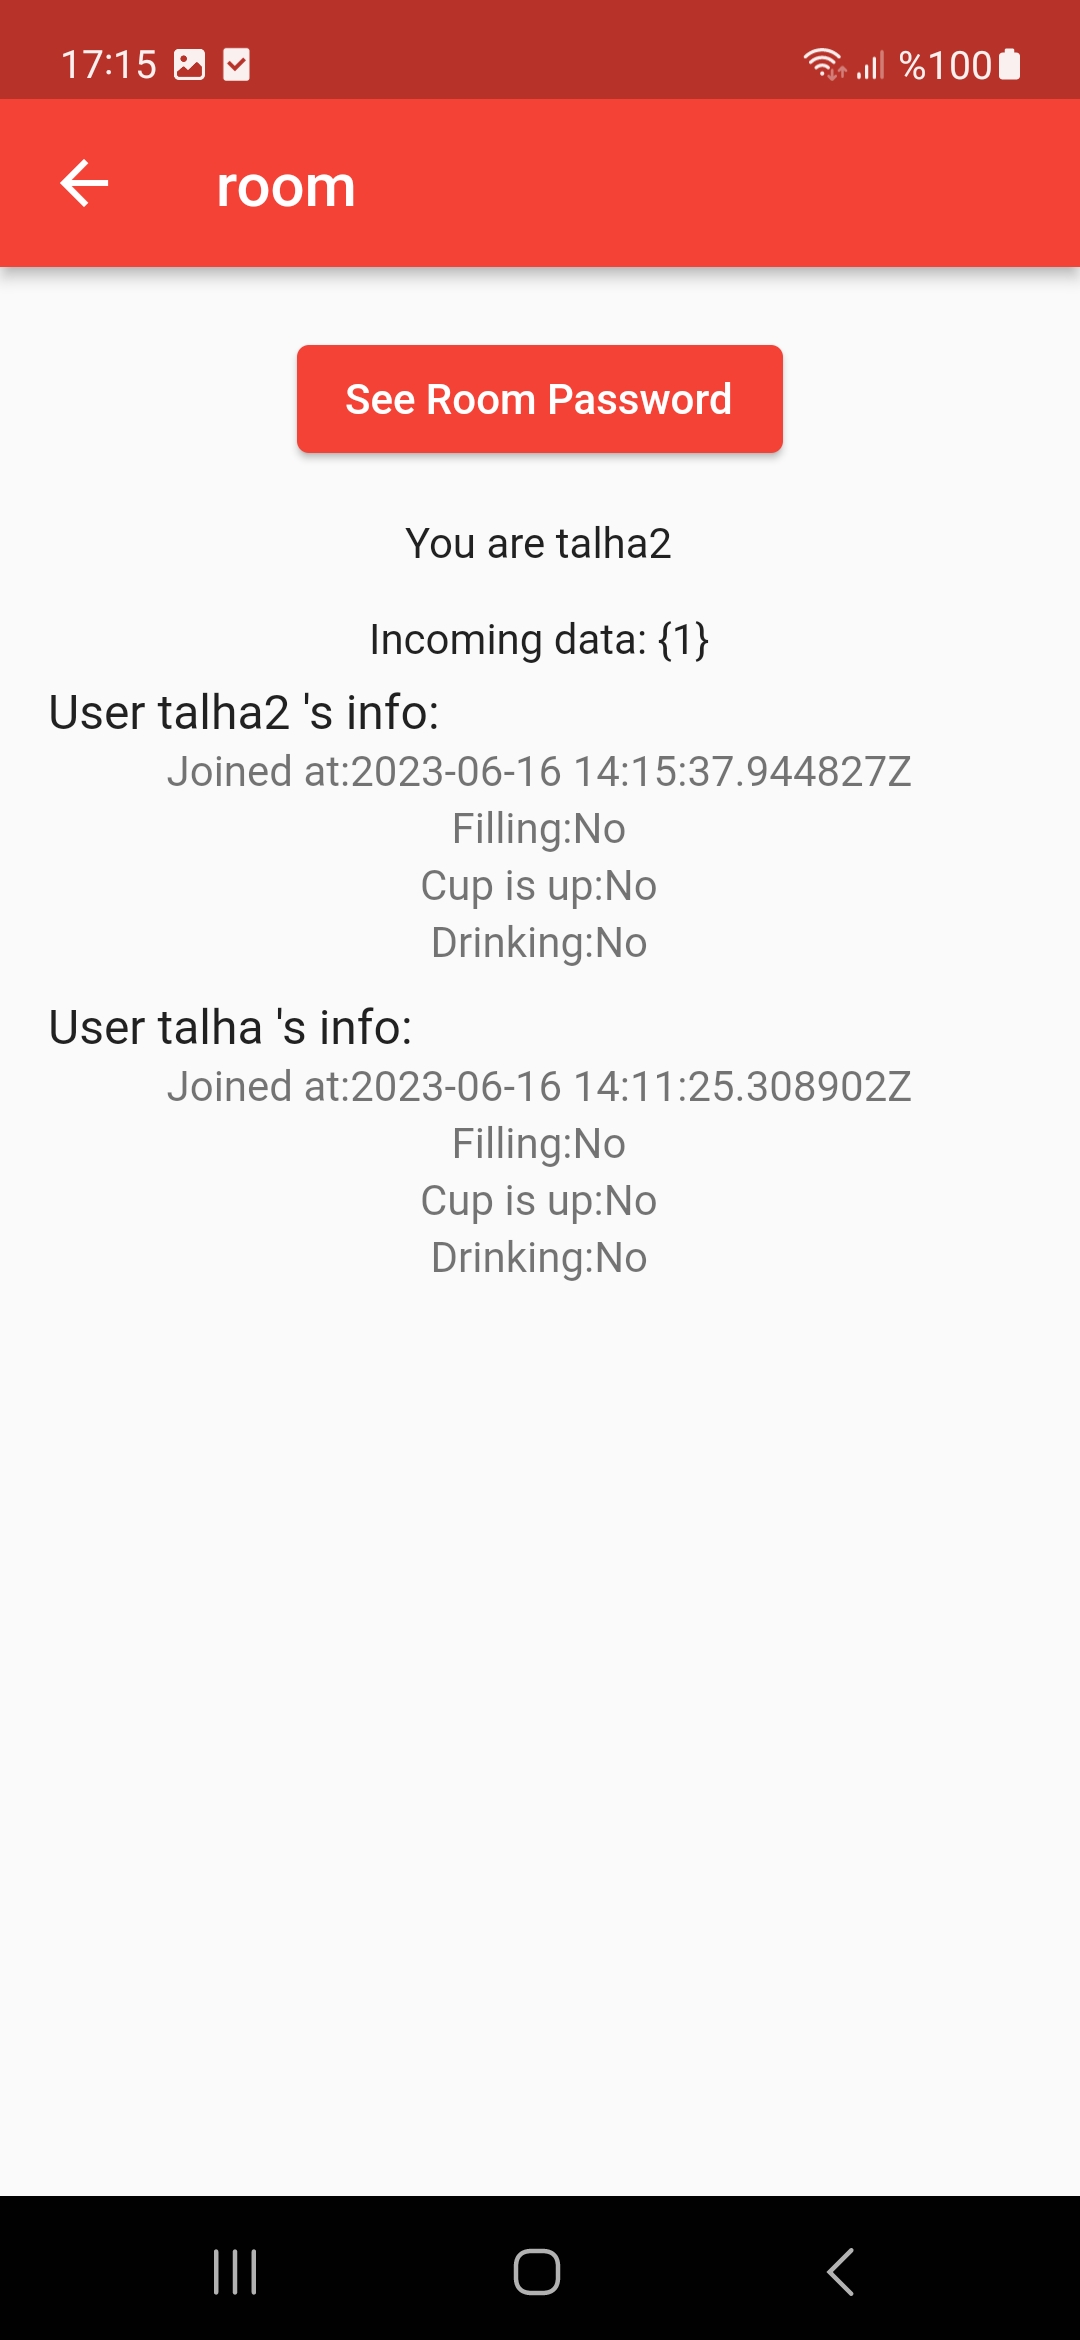 17:15 %100
room
See Room Password
You are talha2
Incoming data: {1}
User talha2 's info:
Joined at:2023-06-16 14:15:37.944827Z
Filling:No
Cup is up:No
Drinking:No
User talha 's info:
Joined at:2023-06-16 14:11:25.308902Z
Filling:No
Cup is up:No
Drinking:No